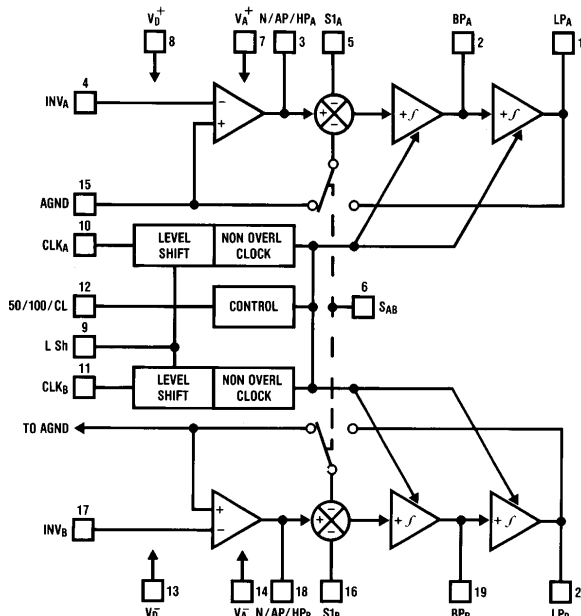 V_D^+ V_A^+ N/AP/HP_A S1_A BP_A LP_A
8 7 3 5 2 1
4
INV_A
− + + − − + ∫ + ∫
15
AGND
10
CLK_A LEVEL SHIFT NON OVERL CLOCK
12
50/100/CL CONTROL
6
S_AB
9
L Sh
11
CLK_B LEVEL SHIFT NON OVERL CLOCK
TO AGND
17
INV_B
+ − + − − + ∫ + ∫
13 14 18 16 19 2
V_D^- V_A^- N/AP/HP_B S1_B BP_B LP_B